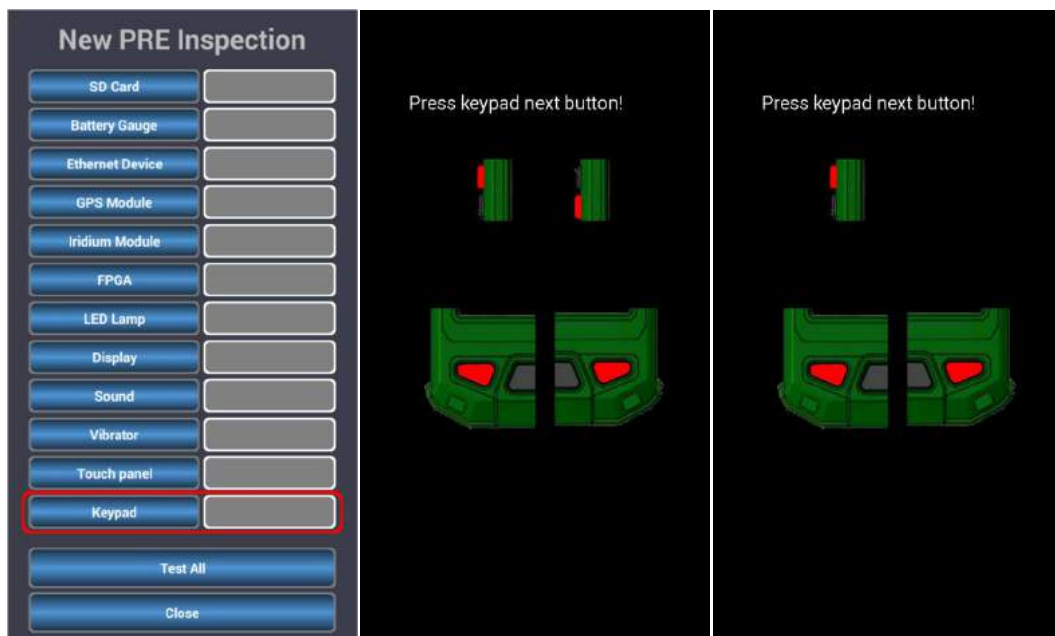 New PRE Inspection
SD Card
Battery Gauge
Ethernet Device
GPS Module
Iridium Module
FPGA
LED Lamp
Display
Sound
Vibrator
Touch panel
Keypad
Test All
Close
Press keypad next button!
Press keypad next button!